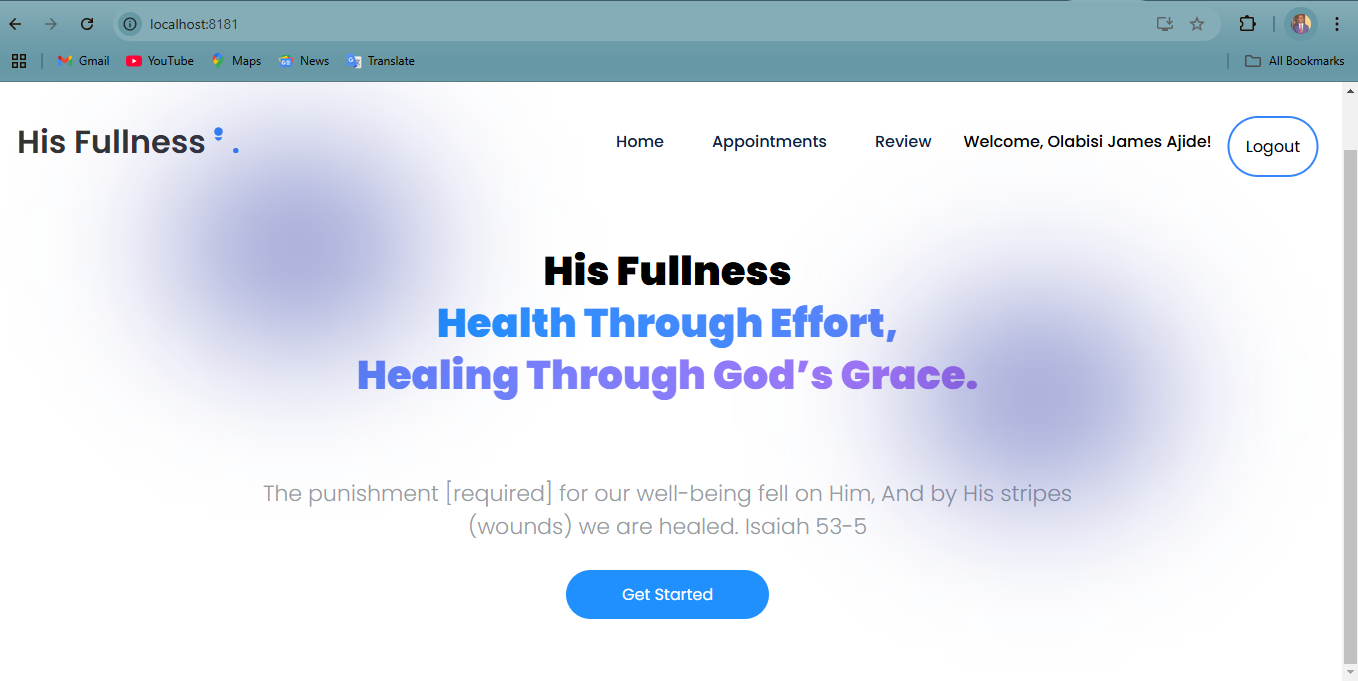 localhost:8181
Gmail YouTube Maps News Translate All Bookmarks
His Fullness
Home Appointments Review Welcome, Olabisi James Ajide! Logout
His Fullness
Health Through Effort,
Healing Through God’s Grace.
The punishment [required] for our well-being fell on Him, And by His stripes
(wounds) we are healed. Isaiah 53-5
Get Started